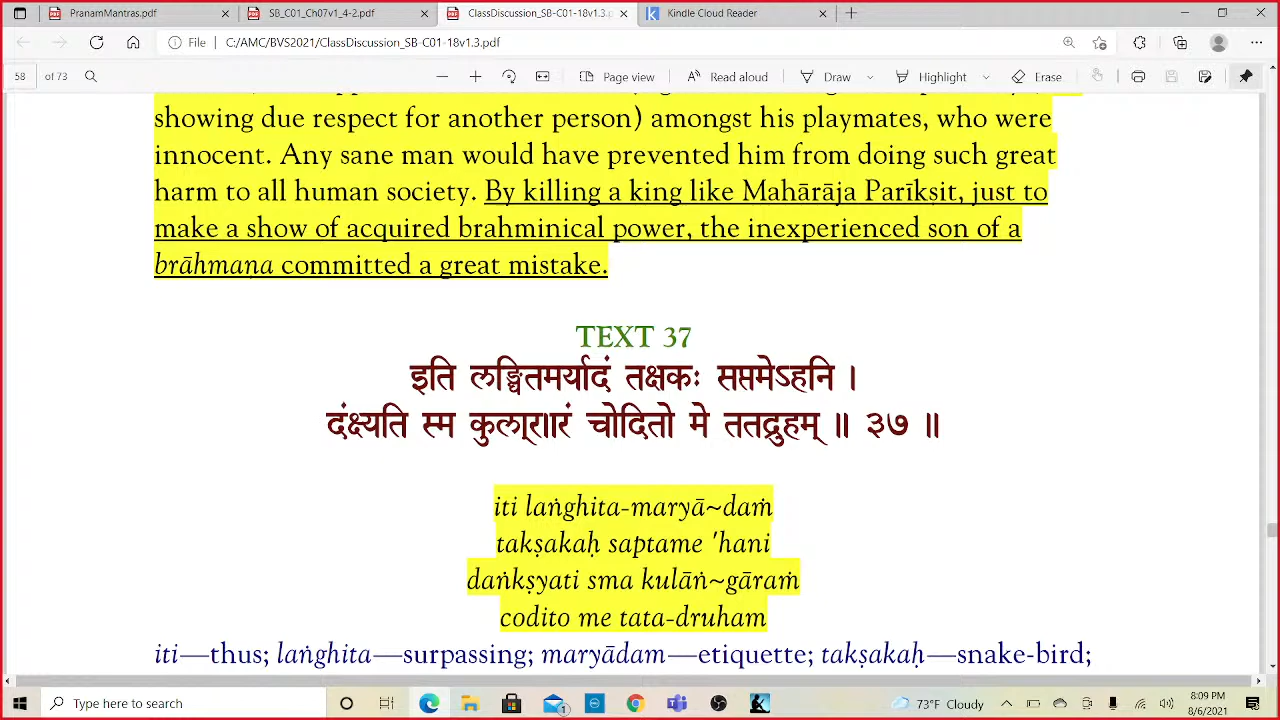 PranamMantras.pdf
SB_C01_Ch07v1_4-2.pdf
ClassDiscussion_SB-C01-18v1.3.p
Kindle Cloud Reader
File C:/AMC/BVS2021/ClassDiscussion_SB-C01-18v1.3.pdf
58 of 73 Page view Read aloud Draw Highlight Erase
showing due respect for another person) amongst his playmates, who were
innocent. Any sane man would have prevented him from doing such great
harm to all human society. By killing a king like Mahārāja Parīkṣit, just to
make a show of acquired brahminical power, the inexperienced son of a
brāhmaṇa committed a great mistake.
TEXT 37
इति लङ्घितमर्यादं तक्षकः सप्तमेऽहनि ।
दंक्ष्यति स्म चोदितो मे ततद्रुहम् ॥ ३७ ॥
iti laṅghita-maryā~daṁ
takṣakaḥ saptame 'hani
daṅkṣyati sma kulāṅ~gāraṁ
codito me tata-druham
iti—thus; laṅghita—surpassing; maryādam—etiquette; takṣakaḥ—snake-bird;
Type here to search
1
73°F Cloudy
8:09 PM
8/6/2021